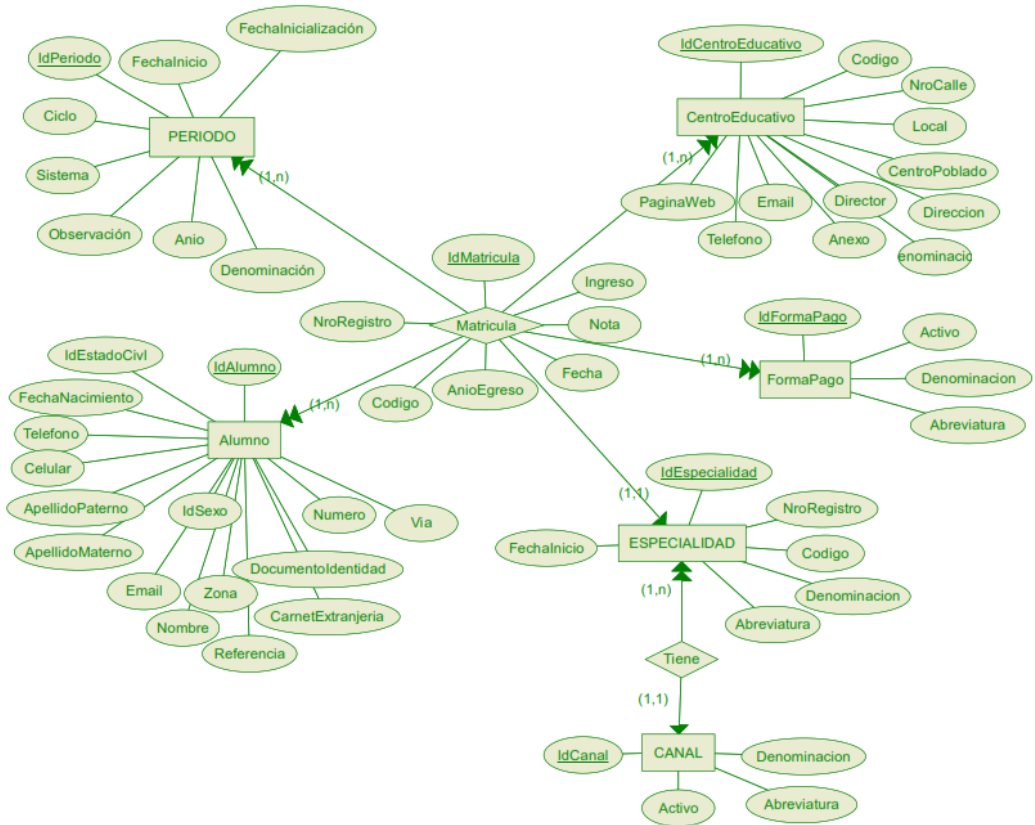 FechaInicialización
IdPeriodo
FechaInicio
Ciclo
PERIODO
Sistema
(1,n)
Observación
Anio
Denominación
IdCentroEducativo
Codigo
NroCalle
CentroEducativo
Local
(1,n)
CentroPoblado
PaginaWeb
Email
Director
Direccion
Telefono
Anexo
enominacio
IdMatricula
Ingreso
NroRegistro
Matricula
Nota
Fecha
Codigo
AnioEgreso
IdFormaPago
Activo
(1,n)
FormaPago
Denominacion
Abreviatura
IdEstadoCivl
IdAlumno
FechaNacimiento
(1,n)
Telefono
Alumno
Celular
ApellidoPaterno
IdSexo
Numero
Via
ApellidoMaterno
DocumentoIdentidad
Email
Zona
CarnetExtranjeria
Nombre
Referencia
IdEspecialidad
(1,1)
NroRegistro
FechaInicio
ESPECIALIDAD
Codigo
(1,n)
Denominacion
Abreviatura
Tiene
(1,1)
IdCanal
CANAL
Denominacion
Activo
Abreviatura